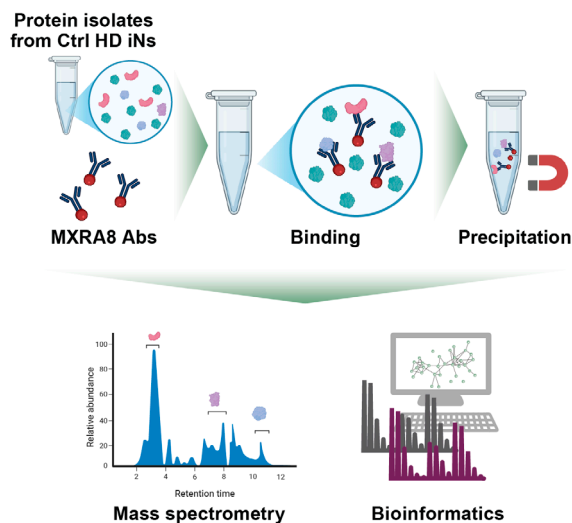 Protein isolates
from Ctrl HD iNs
MXRA8 Abs
Binding
Precipitation
Relative abundance
100
80
60
40
20
0
0
2
4
6
8
10
12
Retention time
Mass spectrometry
Bioinformatics